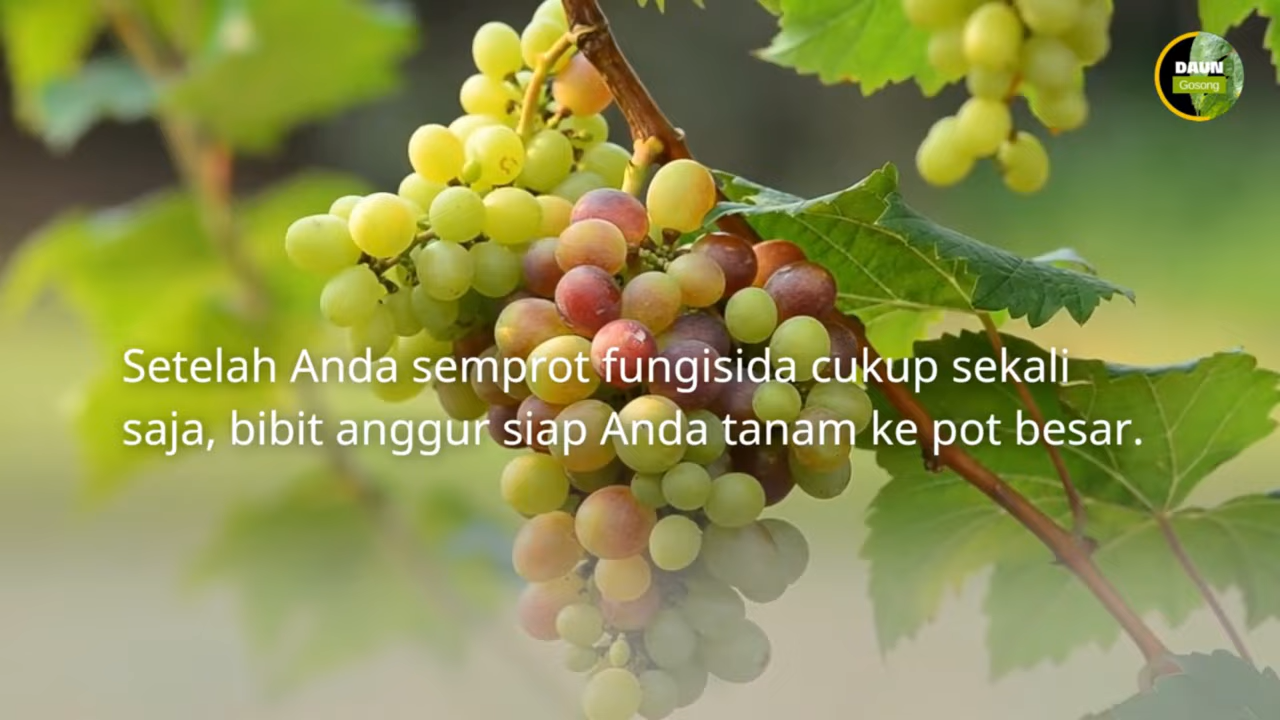 DAUN
Gosong
Setelah Anda semprot fungisida cukup sekali
saja, bibit anggur siap Anda tanam ke pot besar.